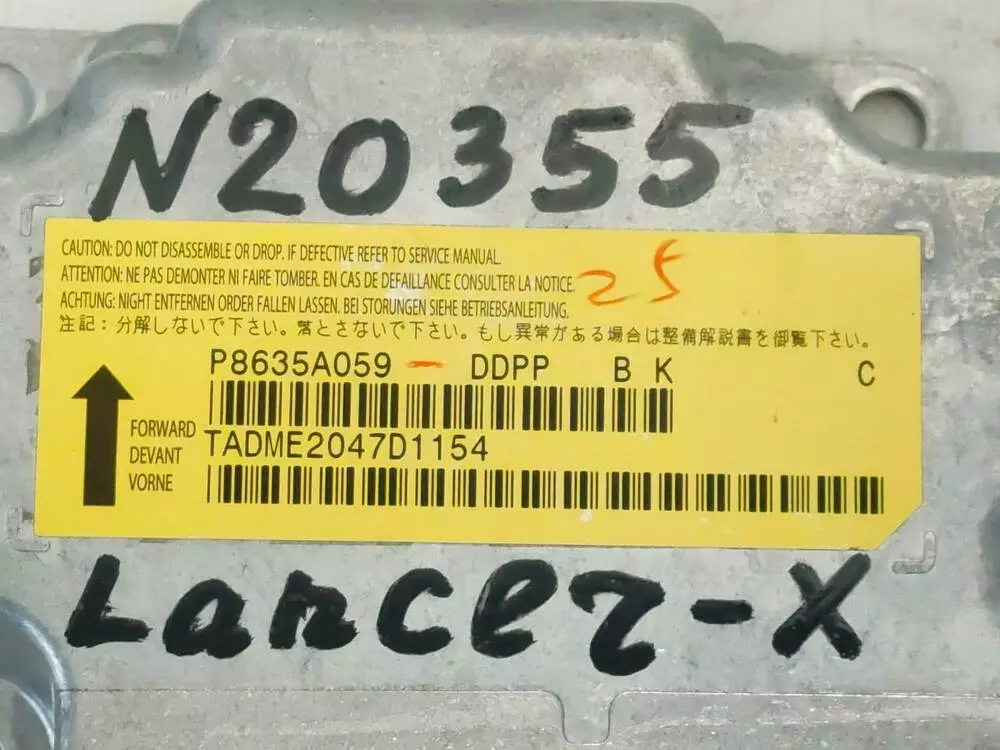 N20355
CAUTION: DO NOT DISASSEMBLE OR DROP. IF DEFECTIVE REFER TO SERVICE MANUAL.
ATTENTION: NE PAS DEMONTER NI FAIRE TOMBER. EN CAS DE DEFAILLANCE CONSULTER LA NOTICE.
25
ACHTUNG: NIGHT ENTFERNEN ORDER FALLEN LASSEN. BEI STORUNGEN SIEHE BETRIEBSANLEITUNG.
注記：分解しないで下さい。落とさないで下さい。もし異常がある場合は整備解説書を御覧下さい。
P8635A059 - DDPP B K C
FORWARD
TADME2047D1154
DEVANT
VORNE
Lancer-X